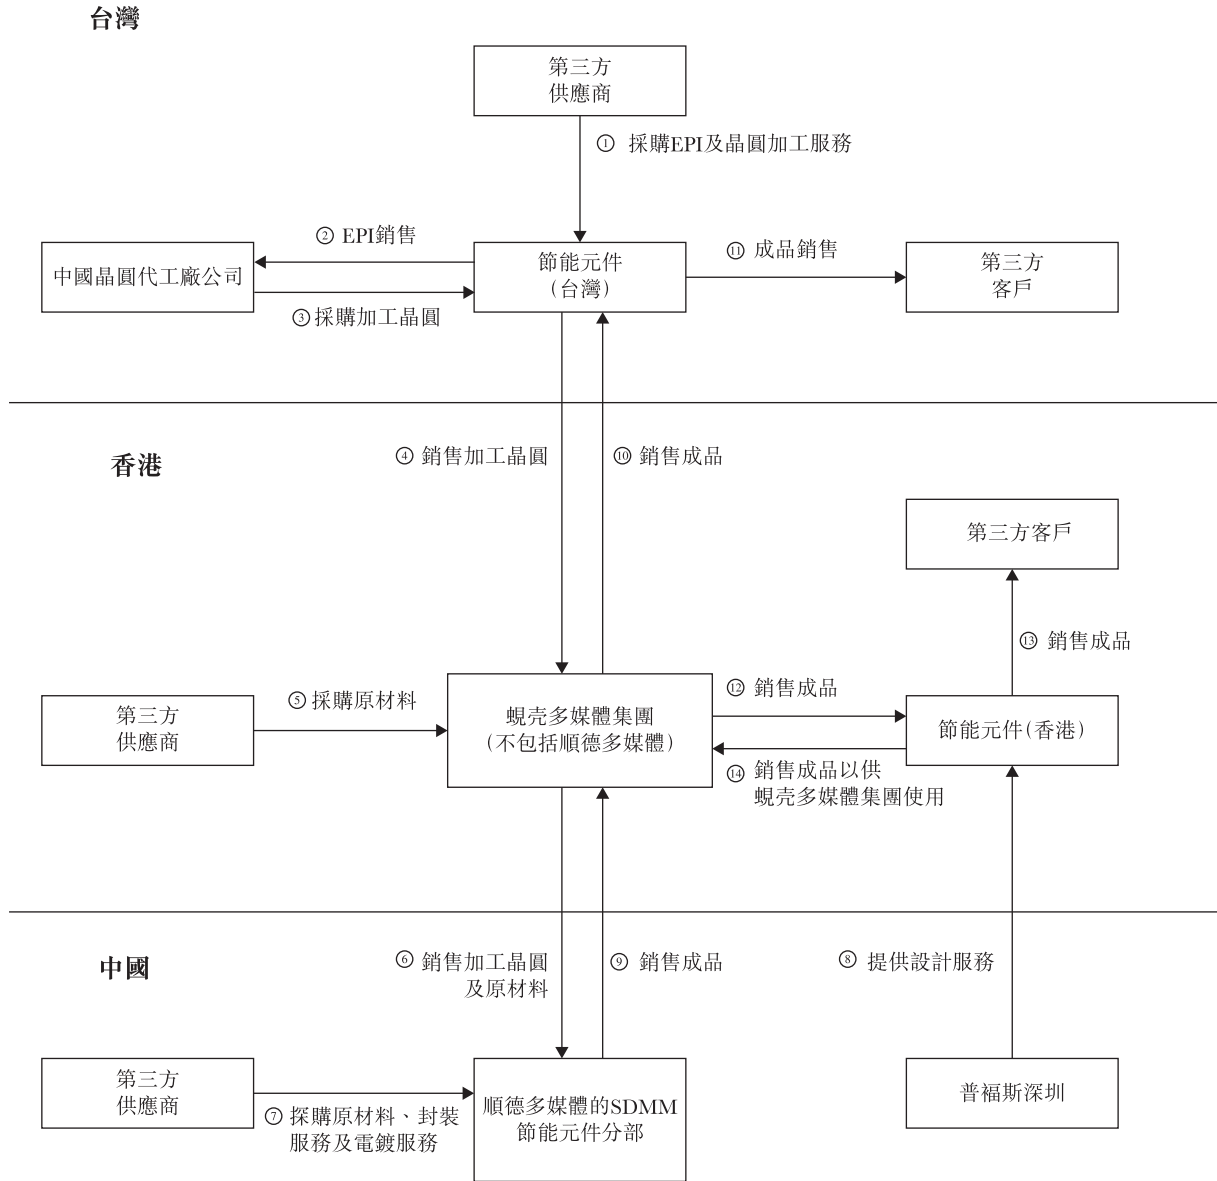 台灣
第三方
供應商
① 採購EPI及晶圓加工服務
② EPI銷售
中國晶圓代工廠公司
③採購加工晶圓
節能元件
(台灣)
⑪ 成品銷售
第三方
客戶
香港
④ 銷售加工晶圓
⑩ 銷售成品
第三方客戶
⑬ 銷售成品
第三方
供應商
⑤ 採購原材料
蜆壳多媒體集團
(不包括順德多媒體)
⑫ 銷售成品
節能元件(香港)
⑭ 銷售成品以供
蜆壳多媒體集團使用
中國
⑥ 銷售加工晶圓
及原材料
⑨ 銷售成品
⑧ 提供設計服務
第三方
供應商
⑦ 採購原材料、封裝
服務及電鍍服務
順德多媒體的SDMM
節能元件分部
普福斯深圳